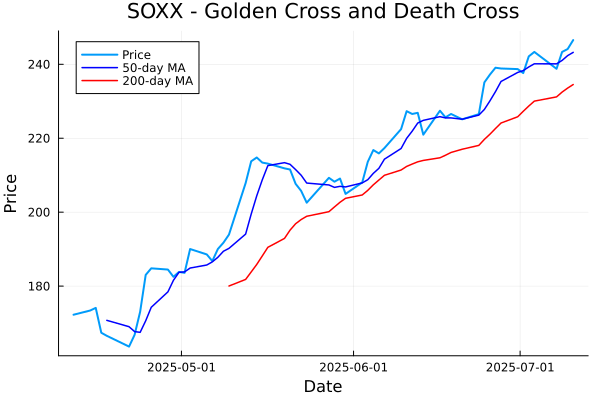 SOXX - Golden Cross and Death Cross
Price
50-day MA
200-day MA
240
220
200
180
Price
2025-05-01
2025-06-01
2025-07-01
Date